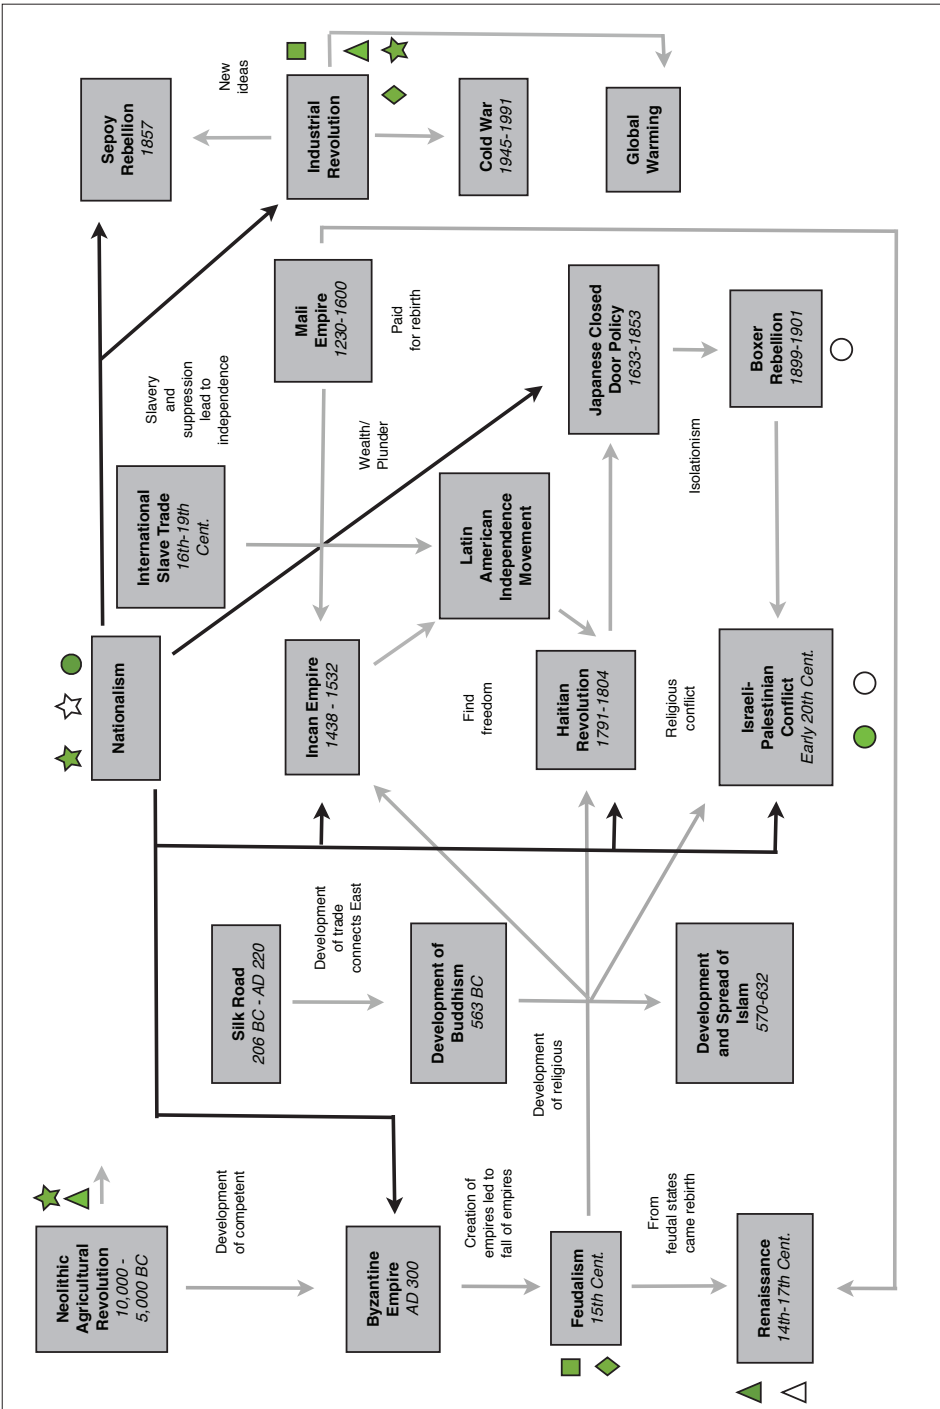 Neolithic
Agricultural
Revolution
10,000 -
5,000 BC
Development
of competent
Byzantine
Empire
AD 300
Creation of
empires led to
fall of empires
Feudalism
15th Cent.
From
feudal states
came rebirth
Renaissance
14th-17th Cent.
Silk Road
206 BC - AD 220
Development
of trade
connects East
Development of
Buddhism
563 BC
Development
of religious
Development
and Spread of
Islam
570-632
Nationalism
Incan Empire
1438 - 1532
Find
freedom
Haitian
Revolution
1791-1804
Religious
conflict
Israeli-
Palestinian
Conflict
Early 20th Cent.
International
Slave Trade
16th-19th
Cent.
Slavery
and
suppression
lead to
independence
Wealth/
Plunder
Latin
American
Independence
Movement
Mali
Empire
1230-1600
Paid
for rebirth
Japanese Closed
Door Policy
1633-1853
Isolationism
Boxer
Rebellion
1899-1901
Sepoy
Rebellion
1857
New
ideas
Industrial
Revolution
Cold War
1945-1991
Global
Warming